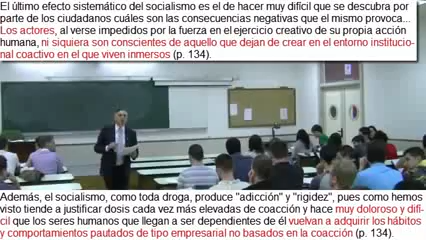 El último efecto sistemático del socialismo es el de hacer muy difícil que se descubra por
parte de los ciudadanos cuáles son las consecuencias negativas que el mismo provoca...
Los actores, al verse impedidos por la fuerza en el ejercicio creativo de su propia acción
humana, ni siquiera son conscientes de aquello que dejan de crear en el entorno institucio-
nal coactivo en el que viven inmersos (p. 134).
Además, el socialismo, como toda droga, produce "adicción" y "rigidez", pues como hemos
visto tiende a justificar dosis cada vez más elevadas de coacción y hace muy doloroso y difí-
cil que los seres humanos que llegan a ser dependientes de él vuelvan a adquirir los hábitos
y comportamientos pautados de tipo empresarial no basados en la coacción (p. 134).